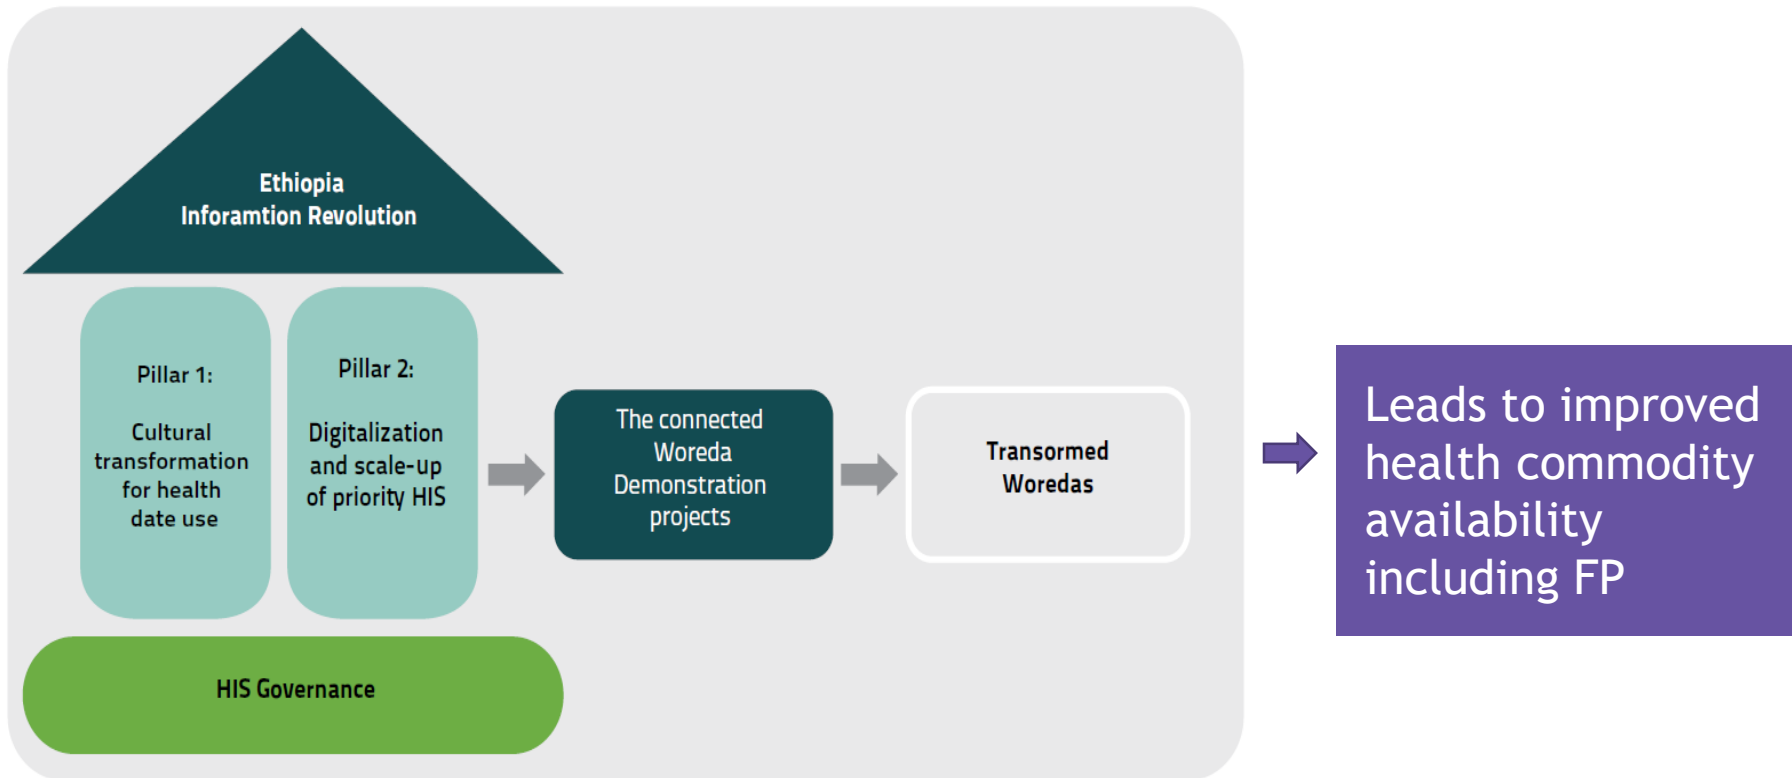 Ethiopia
Inforamtion Revolution
Pillar 1:
Cultural
transformation
for health
date use
Pillar 2:
Digitalization
and scale-up
of priority HIS
The connected
Woreda
Demonstration
projects
Transormed
Woredas
Leads to improved
health commodity
availability
including FP
HIS Governance